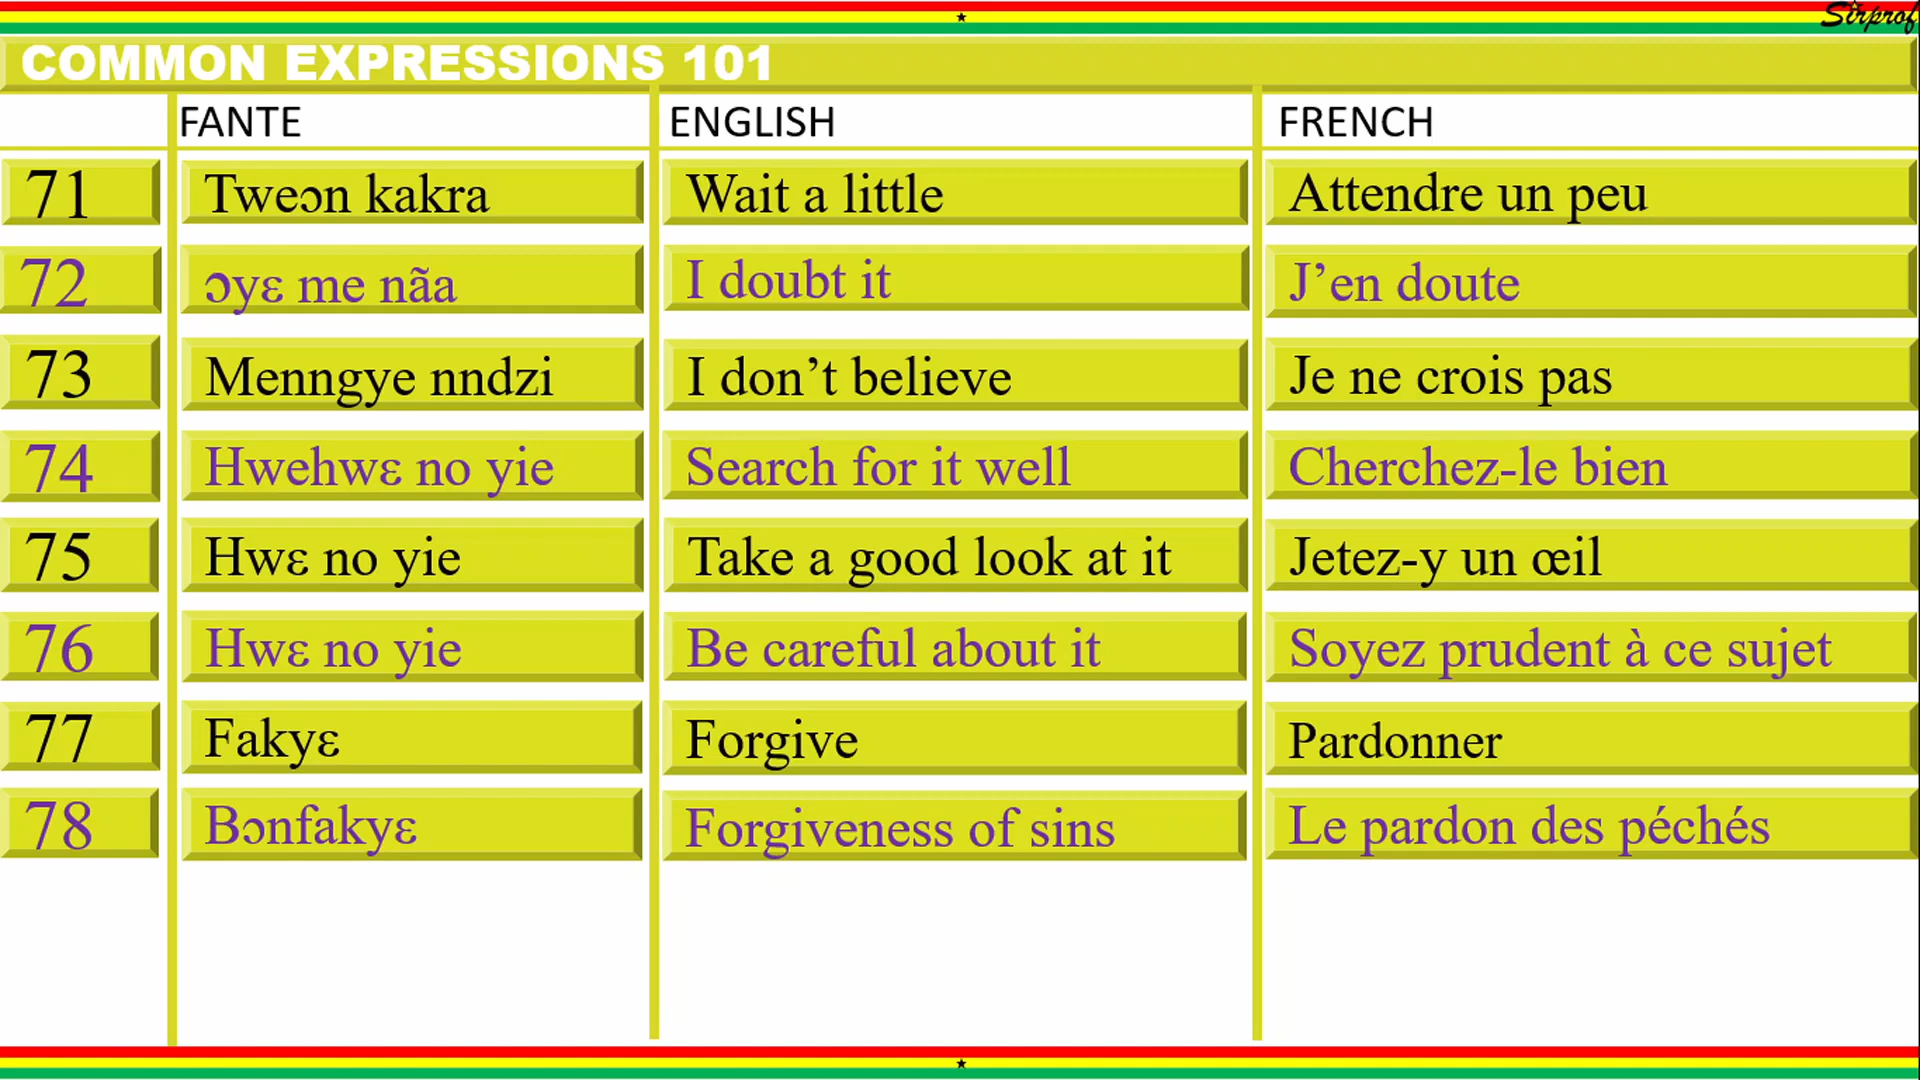 Sirprof
COMMON EXPRESSIONS 101
FANTE ENGLISH FRENCH
71 Tweɔn kakra Wait a little Attendre un peu
72 ɔyɛ me nãa I doubt it J’en doute
73 Menngye nndzi I don’t believe Je ne crois pas
74 Hwehwɛ no yie Search for it well Cherchez-le bien
75 Hwɛ no yie Take a good look at it Jetez-y un œil
76 Hwɛ no yie Be careful about it Soyez prudent à ce sujet
77 Fakyɛ Forgive Pardonner
78 Bɔnfakyɛ Forgiveness of sins Le pardon des péchés